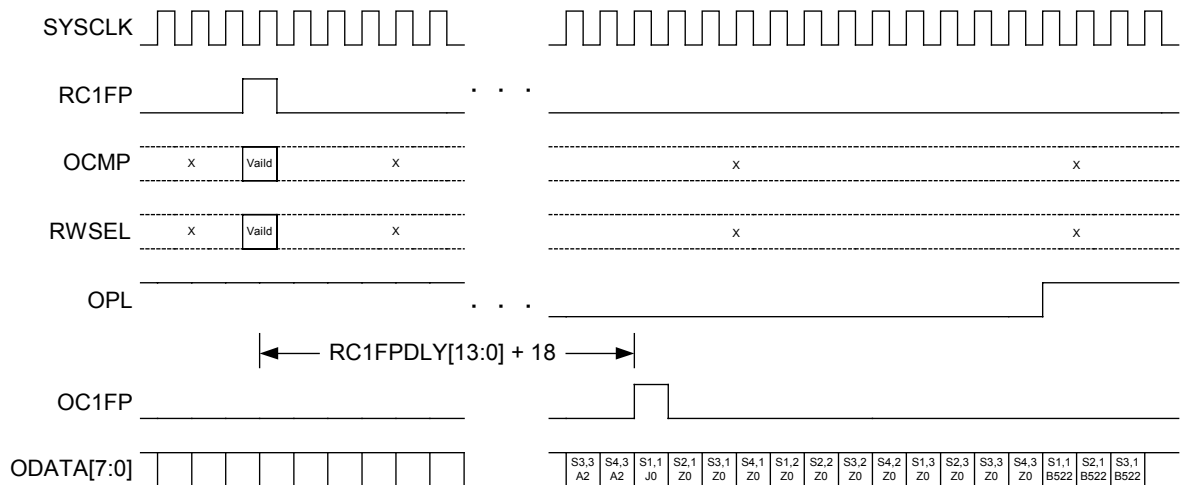 SYSCLK
RC1FP . . .
OCMP X Vaild X X X
RWSEL X Vaild X X X
OPL . . .
RC1FPDLY[13:0] + 18
OC1FP
ODATA[7:0]
S3,3 S4,3 S1,1 S2,1 S3,1 S4,1 S1,2 S2,2 S3,2 S4,2 S1,3 S2,3 S3,3 S4,3 S1,1 S2,1 S3,1
A2 A2 J0 Z0 Z0 Z0 Z0 Z0 Z0 Z0 Z0 Z0 Z0 Z0 B522 B522 B522